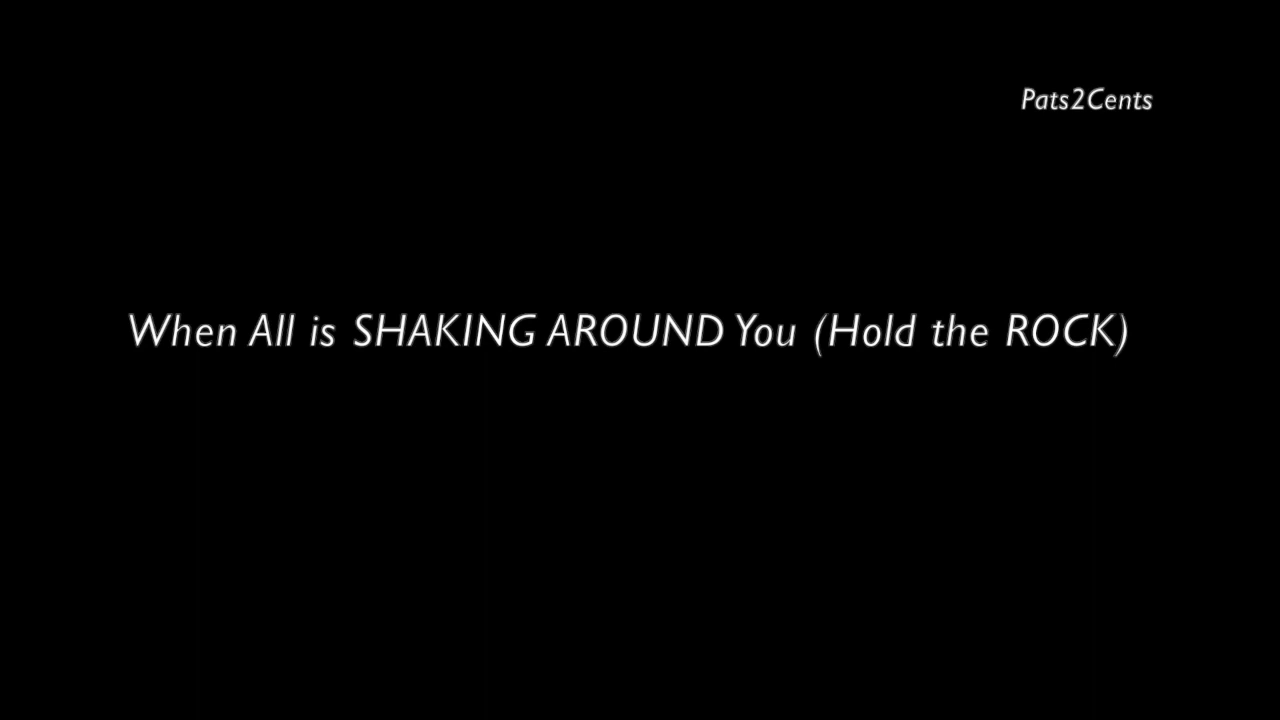 Pats2Cents
When All is SHAKING AROUND You (Hold the ROCK)